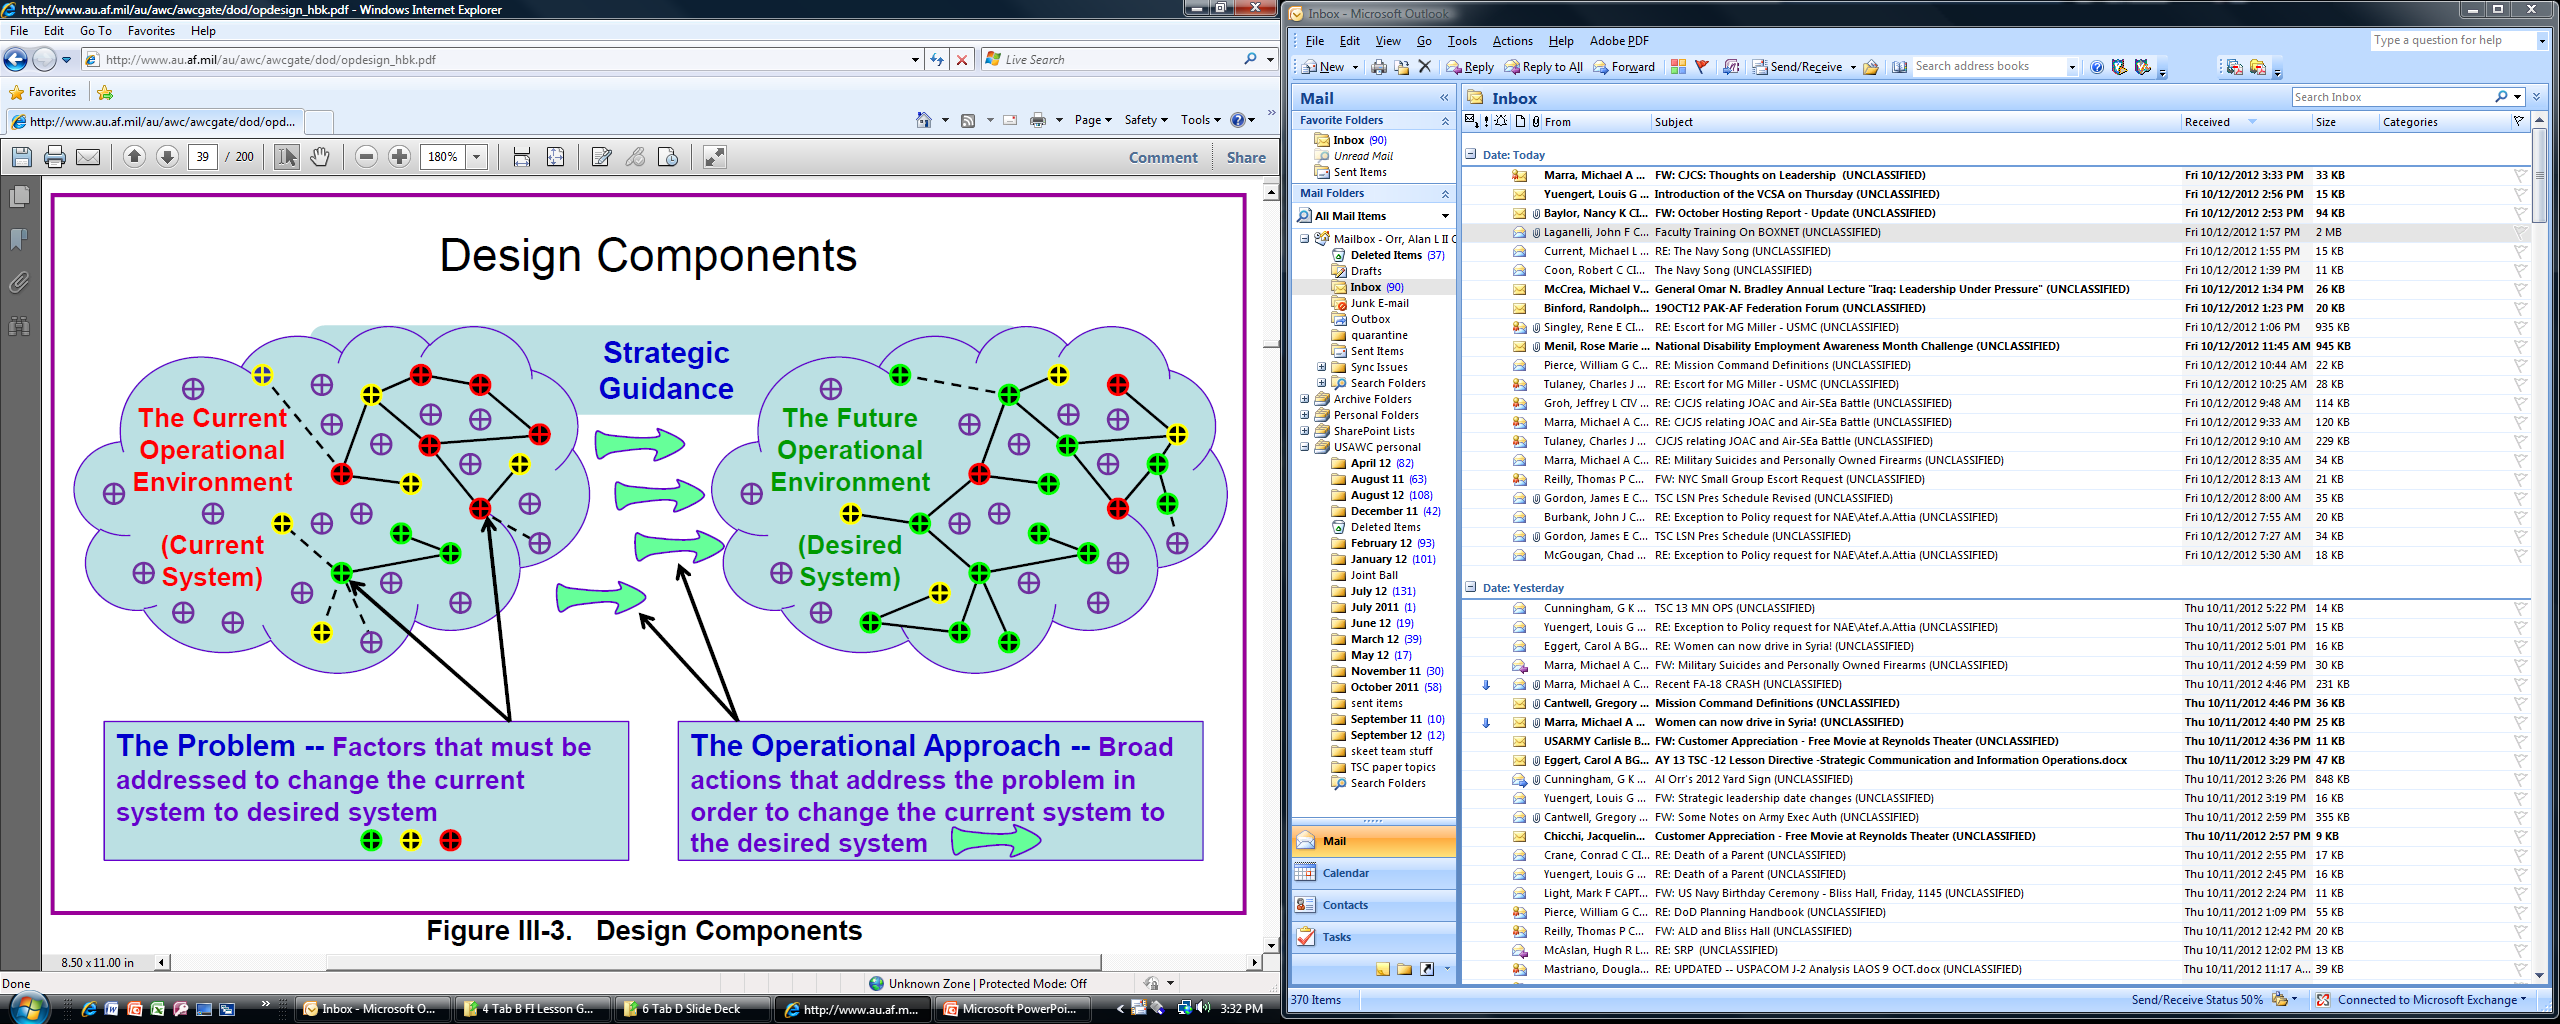 http://www.au.af.mil/au/awc/awcgate/dod/opdesign_hbk.pdf - Windows Internet Explorer
File Edit Go To Favorites Help
http://www.au.af.mil/au/awc/awcgate/dod/opdesign_hbk.pdf
Live Search
Favorites
http://www.au.af.mil/au/awc/awcgate/dod/opd...
Page Safety Tools
39 / 200 180% Comment Share
Design Components
Strategic
Guidance
The Current
Operational
Environment
(Current
System)
The Future
Operational
Environment
(Desired
System)
The Problem -- Factors that must be
addressed to change the current
system to desired system
The Operational Approach -- Broad
actions that address the problem in
order to change the current system to
the desired system
Figure III-3. Design Components
8.50 x 11.00 in
Done
Unknown Zone | Protected Mode: Off
Inbox - Microsoft O...
4 Tab B FI Lesson G...
6 Tab D Slide Deck
http://www.au.af.m...
Microsoft PowerPoi...
3:32 PM
Inbox - Microsoft Outlook
File Edit View Go Tools Actions Help Adobe PDF
Type a question for help
New Reply Reply to All Forward Send/Receive Search address books
Mail
Favorite Folders
Inbox (90)
Unread Mail
Sent Items
Mail Folders
All Mail Items
Mailbox - Orr, Alan L II C
Deleted Items (37)
Drafts
Inbox (90)
Junk E-mail
Outbox
quarantine
Sent Items
Sync Issues
Search Folders
Archive Folders
Personal Folders
SharePoint Lists
USAWC personal
April 12 (82)
August 11 (63)
August 12 (108)
December 11 (42)
Deleted Items
February 12 (93)
January 12 (101)
Joint Ball
July 12 (131)
July 2011 (1)
June 12 (19)
March 12 (39)
May 12 (17)
November 11 (30)
October 2011 (58)
sent items
September 11 (10)
September 12 (12)
skeet team stuff
TSC paper topics
Search Folders
Mail
Calendar
Contacts
Tasks
Inbox
Search Inbox
From Subject Received Size Categories
Date: Today
Marra, Michael A ... FW: CJCS: Thoughts on Leadership (UNCLASSIFIED) Fri 10/12/2012 3:33 PM 33 KB
Yuengert, Louis G ... Introduction of the VCSA on Thursday (UNCLASSIFIED) Fri 10/12/2012 2:56 PM 15 KB
Baylor, Nancy K CI... FW: October Hosting Report - Update (UNCLASSIFIED) Fri 10/12/2012 2:53 PM 94 KB
Laganelli, John F C... Faculty Training On BOXNET (UNCLASSIFIED) Fri 10/12/2012 1:57 PM 2 MB
Current, Michael L ... RE: The Navy Song (UNCLASSIFIED) Fri 10/12/2012 1:55 PM 15 KB
Coon, Robert C CI... The Navy Song (UNCLASSIFIED) Fri 10/12/2012 1:39 PM 11 KB
McCrea, Michael V... General Omar N. Bradley Annual Lecture "Iraq: Leadership Under Pressure" (UNCLASSIFIED) Fri 10/12/2012 1:34 PM 26 KB
Binford, Randolph... 19OCT12 PAK-AF Federation Forum (UNCLASSIFIED) Fri 10/12/2012 1:23 PM 20 KB
Singley, Rene E CI... RE: Escort for MG Miller - USMC (UNCLASSIFIED) Fri 10/12/2012 1:06 PM 935 KB
Menil, Rose Marie ... National Disability Employment Awareness Month Challenge (UNCLASSIFIED) Fri 10/12/2012 11:45 AM 945 KB
Pierce, William G C... RE: Mission Command Definitions (UNCLASSIFIED) Fri 10/12/2012 10:44 AM 22 KB
Tulaney, Charles J ... RE: Escort for MG Miller - USMC (UNCLASSIFIED) Fri 10/12/2012 10:25 AM 28 KB
Groh, Jeffrey L CIV ... RE: CJCJS relating JOAC and Air-SEa Battle (UNCLASSIFIED) Fri 10/12/2012 9:48 AM 114 KB
Marra, Michael A C... RE: CJCJS relating JOAC and Air-SEa Battle (UNCLASSIFIED) Fri 10/12/2012 9:33 AM 120 KB
Tulaney, Charles J ... CJCJS relating JOAC and Air-SEa Battle (UNCLASSIFIED) Fri 10/12/2012 9:10 AM 229 KB
Marra, Michael A C... RE: Military Suicides and Personally Owned Firearms (UNCLASSIFIED) Fri 10/12/2012 8:35 AM 34 KB
Reilly, Thomas P C... FW: NYC Small Group Escort Request (UNCLASSIFIED) Fri 10/12/2012 8:13 AM 21 KB
Gordon, James E C... TSC LSN Pres Schedule Revised (UNCLASSIFIED) Fri 10/12/2012 8:00 AM 35 KB
Burbank, John J C... RE: Exception to Policy request for NAE\Atef.A.Attia (UNCLASSIFIED) Fri 10/12/2012 7:55 AM 20 KB
Gordon, James E C... TSC LSN Pres Schedule (UNCLASSIFIED) Fri 10/12/2012 7:27 AM 34 KB
McGougan, Chad ... RE: Exception to Policy request for NAE\Atef.A.Attia (UNCLASSIFIED) Fri 10/12/2012 5:30 AM 18 KB
Date: Yesterday
Cunningham, G K ... TSC 13 MN OPS (UNCLASSIFIED) Thu 10/11/2012 5:22 PM 14 KB
Yuengert, Louis G ... RE: Exception to Policy request for NAE\Atef.A.Attia (UNCLASSIFIED) Thu 10/11/2012 5:07 PM 15 KB
Eggert, Carol A BG... RE: Women can now drive in Syria! (UNCLASSIFIED) Thu 10/11/2012 5:01 PM 16 KB
Marra, Michael A C... FW: Military Suicides and Personally Owned Firearms (UNCLASSIFIED) Thu 10/11/2012 4:59 PM 30 KB
Marra, Michael A C... Recent FA-18 CRASH (UNCLASSIFIED) Thu 10/11/2012 4:46 PM 231 KB
Cantwell, Gregory ... Mission Command Definitions (UNCLASSIFIED) Thu 10/11/2012 4:46 PM 36 KB
Marra, Michael A ... Women can now drive in Syria! (UNCLASSIFIED) Thu 10/11/2012 4:40 PM 25 KB
USARMY Carlisle B... FW: Customer Appreciation - Free Movie at Reynolds Theater (UNCLASSIFIED) Thu 10/11/2012 4:36 PM 11 KB
Eggert, Carol A BG... AY 13 TSC -12 Lesson Directive -Strategic Communication and Information Operations.docx Thu 10/11/2012 3:29 PM 47 KB
Cunningham, G K ... Al Orr's 2012 Yard Sign (UNCLASSIFIED) Thu 10/11/2012 3:26 PM 848 KB
Yuengert, Louis G ... FW: Strategic leadership date changes (UNCLASSIFIED) Thu 10/11/2012 3:19 PM 16 KB
Cantwell, Gregory ... FW: Some Notes on Army Exec Auth (UNCLASSIFIED) Thu 10/11/2012 2:59 PM 355 KB
Chicchi, Jacquelin... Customer Appreciation - Free Movie at Reynolds Theater (UNCLASSIFIED) Thu 10/11/2012 2:57 PM 9 KB
Crane, Conrad C CI... RE: Death of a Parent (UNCLASSIFIED) Thu 10/11/2012 2:55 PM 17 KB
Yuengert, Louis G ... RE: Death of a Parent (UNCLASSIFIED) Thu 10/11/2012 2:45 PM 16 KB
Light, Mark F CAPT... FW: US Navy Birthday Ceremony - Bliss Hall, Friday, 1145 (UNCLASSIFIED) Thu 10/11/2012 2:24 PM 11 KB
Pierce, William G C... RE: DoD Planning Handbook (UNCLASSIFIED) Thu 10/11/2012 1:09 PM 55 KB
Reilly, Thomas P C... FW: ALD and Bliss Hall (UNCLASSIFIED) Thu 10/11/2012 12:42 PM 20 KB
McAslan, Hugh R L... RE: SRP (UNCLASSIFIED) Thu 10/11/2012 12:02 PM 13 KB
Mastriano, Dougla... RE: UPDATED -- USPACOM J-2 Analysis LAOS 9 OCT.docx (UNCLASSIFIED) Thu 10/11/2012 11:17 A... 39 KB
370 Items
Send/Receive Status 50%
Connected to Microsoft Exchange